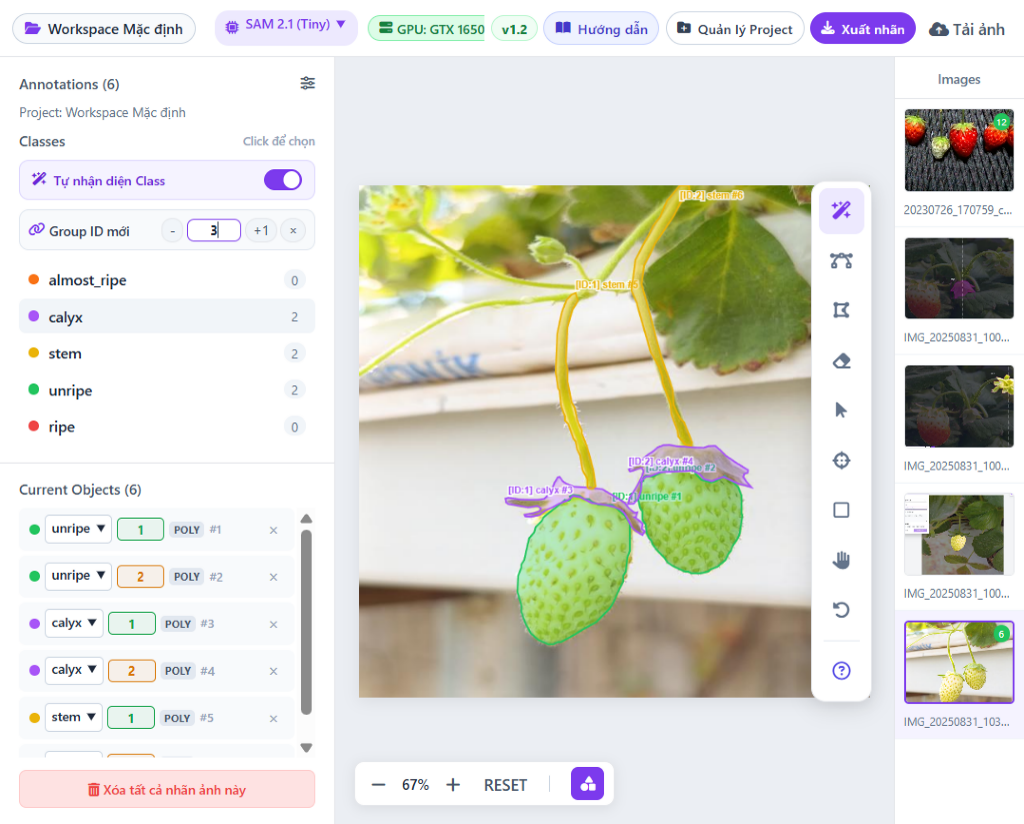 Workspace Mặc định
SAM 2.1 (Tiny) ▼
GPU: GTX 1650
v1.2
Hướng dẫn
Quản lý Project
Xuất nhãn
Tải ảnh
Annotations (6)
Project: Workspace Mặc định
Classes
Click để chọn
Tự nhận diện Class
Group ID mới
-
3
+1
×
almost_ripe 0
calyx 2
stem 2
unripe 2
ripe 0
Current Objects (6)
unripe ▼ 1 POLY #1 ×
unripe ▼ 2 POLY #2 ×
calyx ▼ 1 POLY #3 ×
calyx ▼ 2 POLY #4 ×
stem ▼ 1 POLY #5 ×
Xóa tất cả nhãn ảnh này
[ID:2] stem #6
[ID:1] stem #5
[ID:2] calyx #4
unripe #2
[ID:1] calyx #3
unripe #1
− 67% + RESET
?
Images
12
20230726_170759_c...
IMG_20250831_100...
IMG_20250831_100...
IMG_20250831_100...
6
IMG_20250831_103...